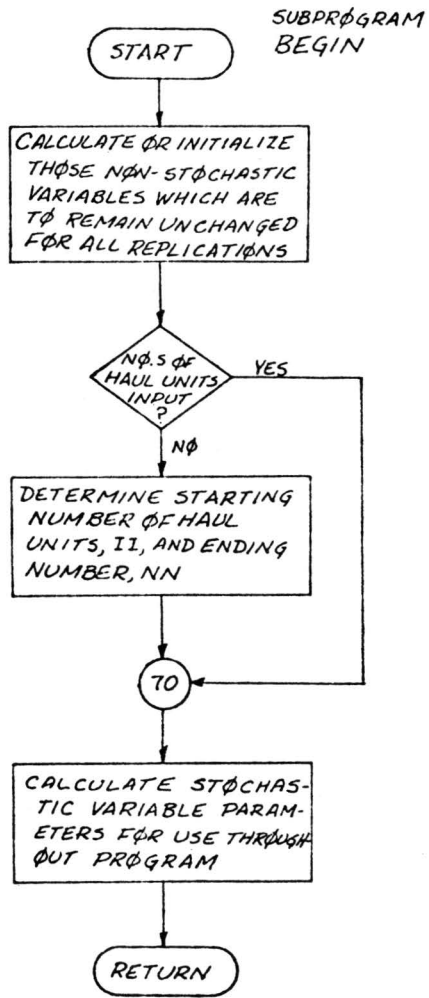 SUBPRØGRAM
BEGIN
START
CALCULATE ØR INITIALIZE
THØSE NØN-STØCHASTIC
VARIABLES WHICH ARE
TØ REMAIN UNCHANGED
FØR ALL REPLICATIØNS
NØ.S ØF
HAUL UNITS
INPUT
?
YES
NØ
DETERMINE STARTING
NUMBER ØF HAUL
UNITS, II, AND ENDING
NUMBER, NN
70
CALCULATE STØCHAS-
TIC VARIABLE PARAM-
ETERS FØR USE THRØUGH-
ØUT PRØGRAM
RETURN